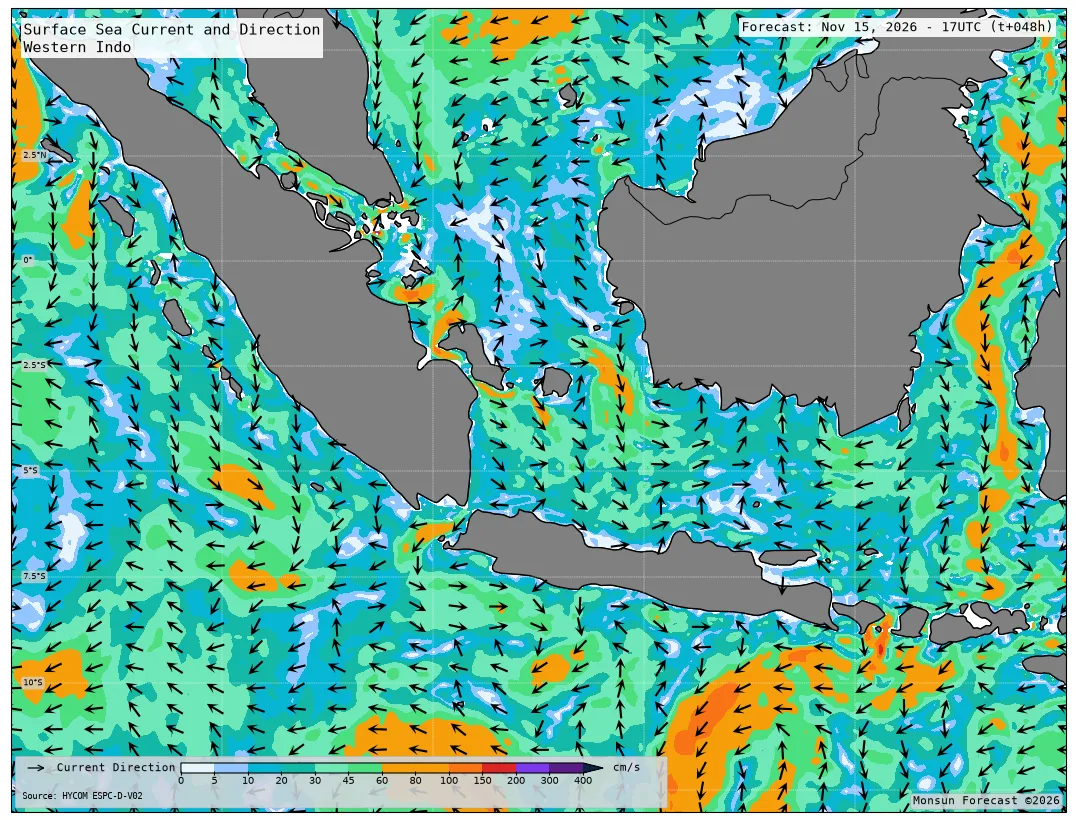 Surface Sea Current and Direction
Western Indo
Forecast: Nov 15, 2026 - 17UTC (t+048h)
2.5°N
0°
2.5°S
5°S
7.5°S
10°S
Current Direction
0 5 10 20 30 45 60 80 100 150 200 300 400 cm/s
Source: HYCOM ESPC-D-V02
Monsun Forecast ©2026